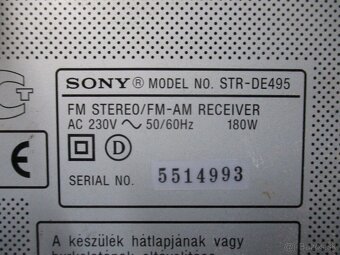 SONY® MODEL NO. STR-DE495
FM STEREO/FM-AM RECEIVER
AC 230V ~ 50/60Hz 180W
D
SERIAL NO. 5514993
CE
A készülék hátlapjának vagy